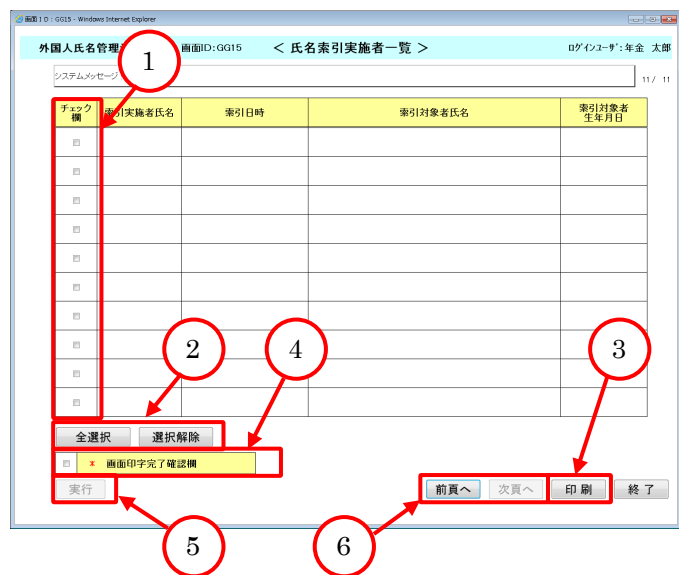 画面ID : GG15 - Windows Internet Explorer
外国人氏名管理 画面ID:GG15 < 氏名索引実施者一覧 > ログインユーザ:年金 太郎
システムメッセージ
11/ 11
チェック欄 索引実施者氏名 索引日時 索引対象者氏名 索引対象者生年月日
1
2
4
3
全選択 選択解除
* 画面印字完了確認欄
実行 前頁へ 次頁へ 印刷 終了
5
6